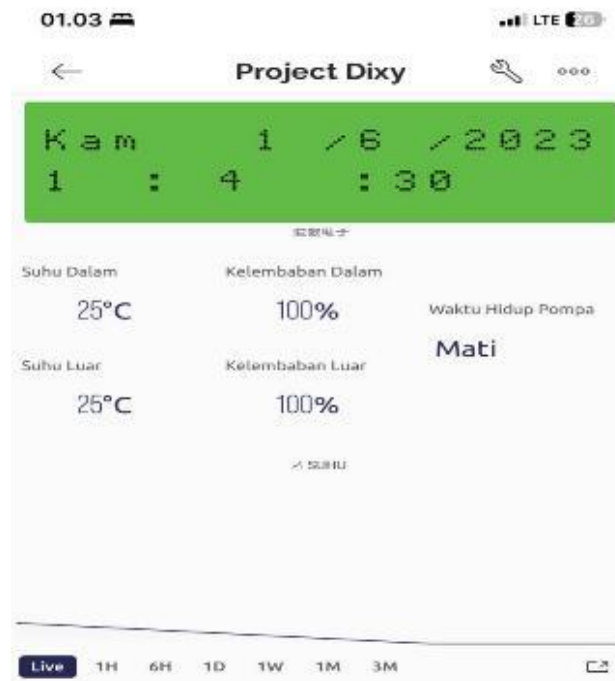 01.03 LTE
Project Dixy
Kam 1 /6 /2023
1 : 4 :30
Suhu Dalam Kelembaban Dalam
25°C 100% Waktu Hidup Pompa
Mati
Suhu Luar Kelembaban Luar
25°C 100%
SUHU
Live 1H 6H 1D 1W 1M 3M